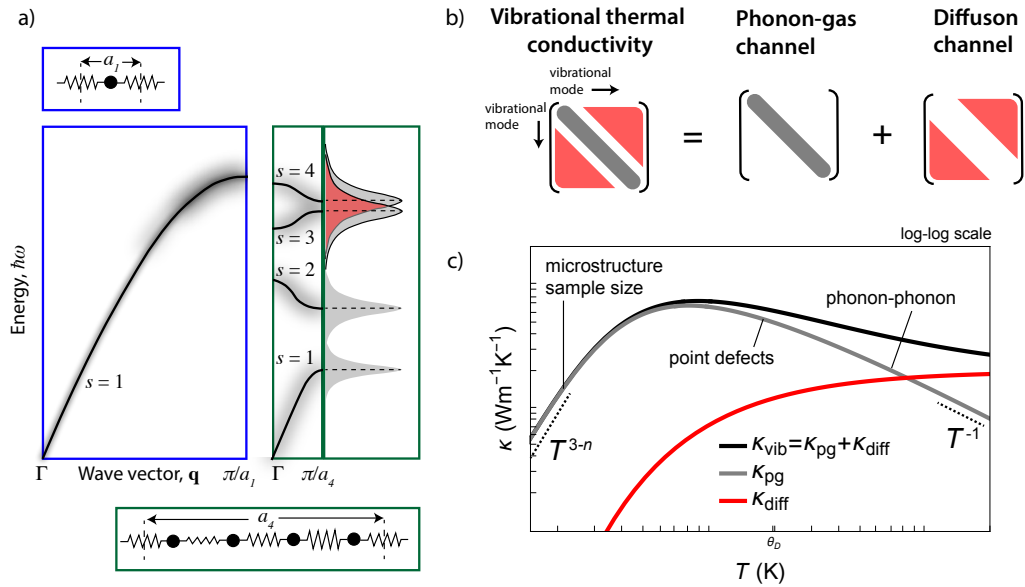 a)
a1
Energy, ħω
s = 1
Γ
Wave vector, q
π/a1
s = 4
s = 3
s = 2
s = 1
Γ
π/a4
a4
b)
Vibrational thermal
conductivity
vibrational
mode
vibrational
mode
=
Phonon-gas
channel
+
Diffuson
channel
c)
log-log scale
microstructure
sample size
phonon-phonon
point defects
κ (Wm⁻¹K⁻¹)
T³⁻ⁿ
T⁻¹
κvib=κpg+κdiff
κpg
κdiff
θD
T (K)